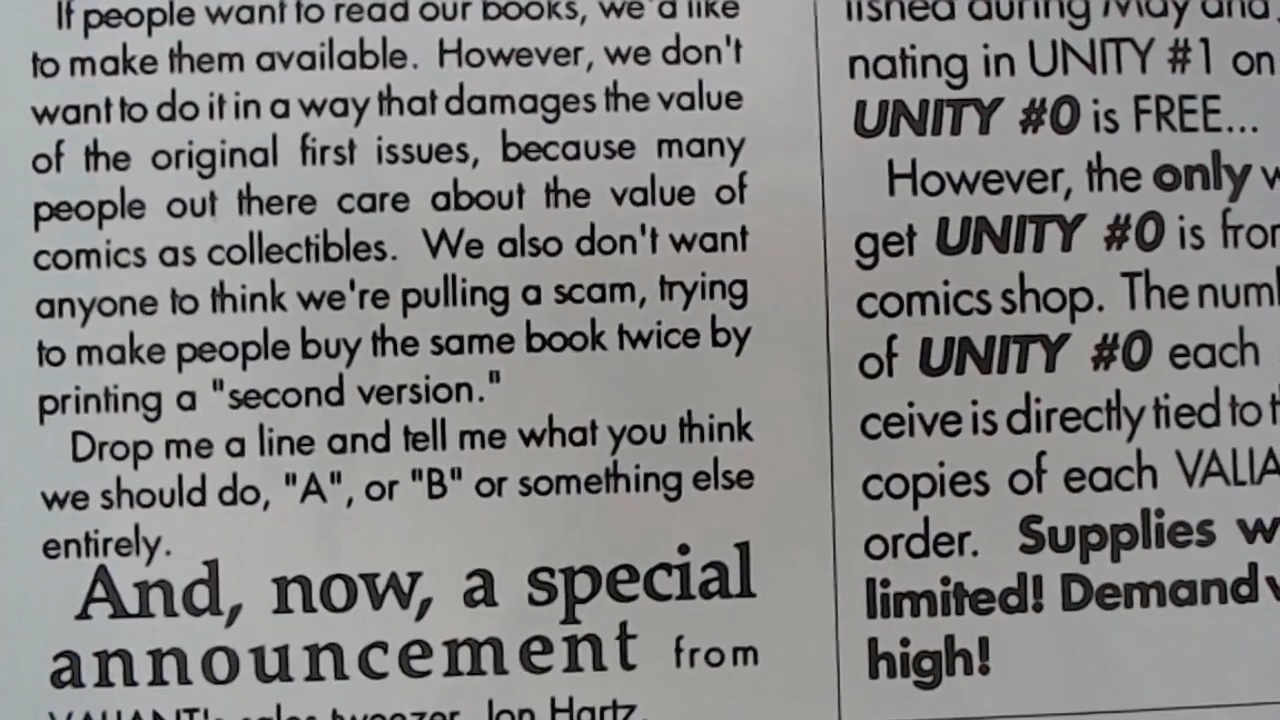 If people want to read our books, we'd like
to make them available. However, we don't
want to do it in a way that damages the value
of the original first issues, because many
people out there care about the value of
comics as collectibles. We also don't want
anyone to think we're pulling a scam, trying
to make people buy the same book twice by
printing a "second version."
Drop me a line and tell me what you think
we should do, "A", or "B" or something else
entirely.
And, now, a special
announcement from
VALIANT's sales tweezer, Jon Hartz.
lished during May and
nating in UNITY #1 on
UNITY #0 is FREE...
However, the only
get UNITY #0 is from
comics shop. The num
of UNITY #0 each
ceive is directly tied to
copies of each VALIA
order. Supplies
limited! Demand
high!